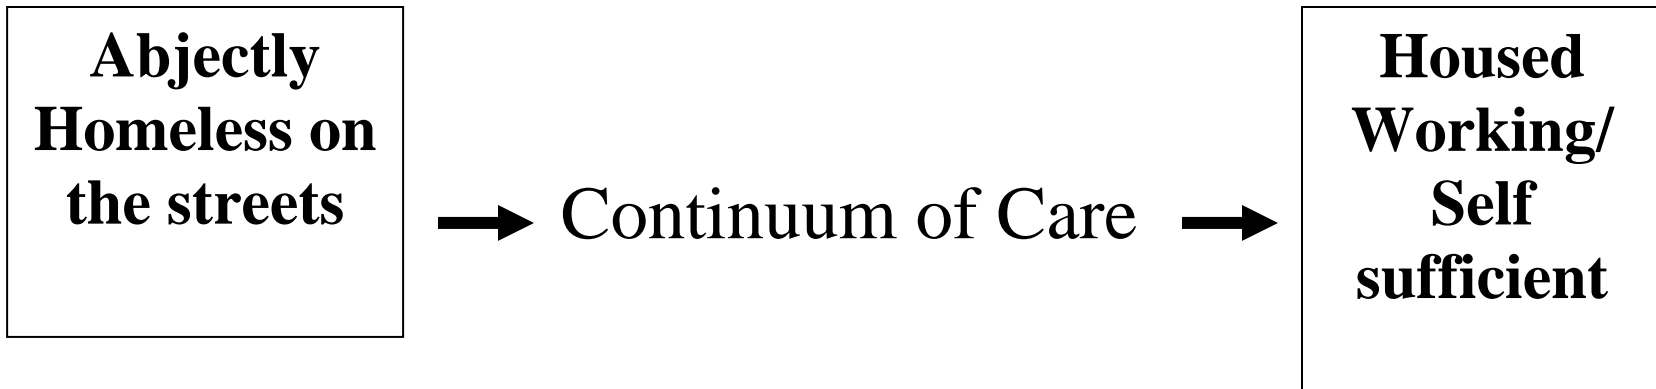 Abjectly
Homeless on
the streets
Continuum of Care
Housed
Working/
Self
sufficient